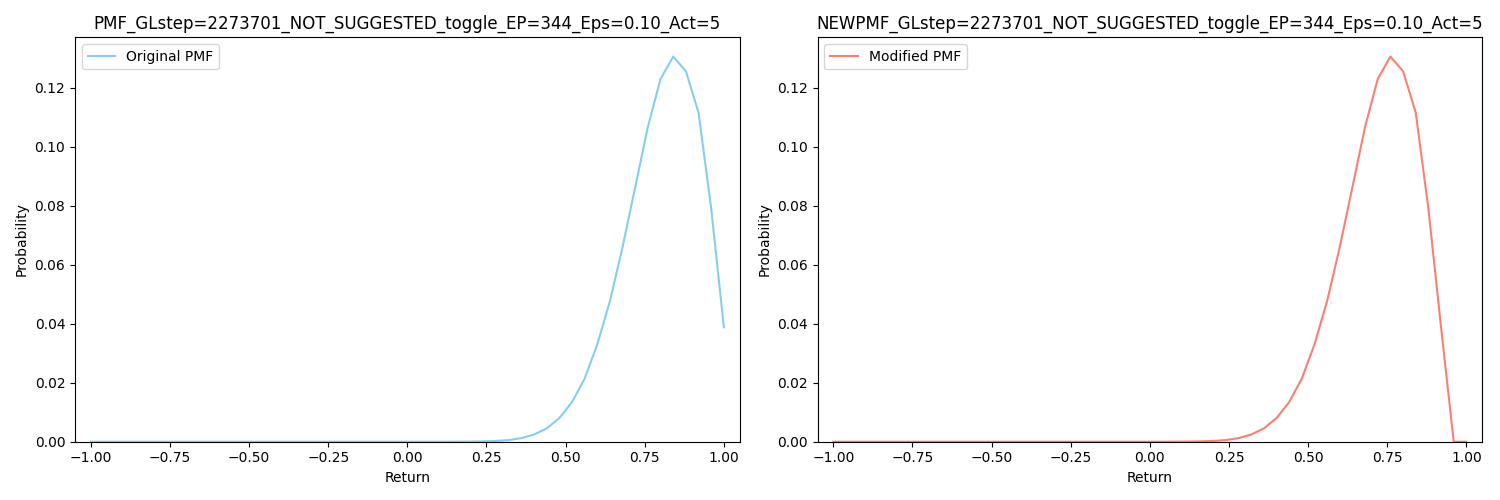 PMF_GLstep=2273701_NOT_SUGGESTED_toggle_EP=344_Eps=0.10_Act=5
Original PMF
0.12
0.10
0.08
0.06
0.04
0.02
0.00
Probability
−1.00 −0.75 −0.50 −0.25 0.00 0.25 0.50 0.75 1.00
Return
NEWPMF_GLstep=2273701_NOT_SUGGESTED_toggle_EP=344_Eps=0.10_Act=5
Modified PMF
0.12
0.10
0.08
0.06
0.04
0.02
0.00
Probability
−1.00 −0.75 −0.50 −0.25 0.00 0.25 0.50 0.75 1.00
Return